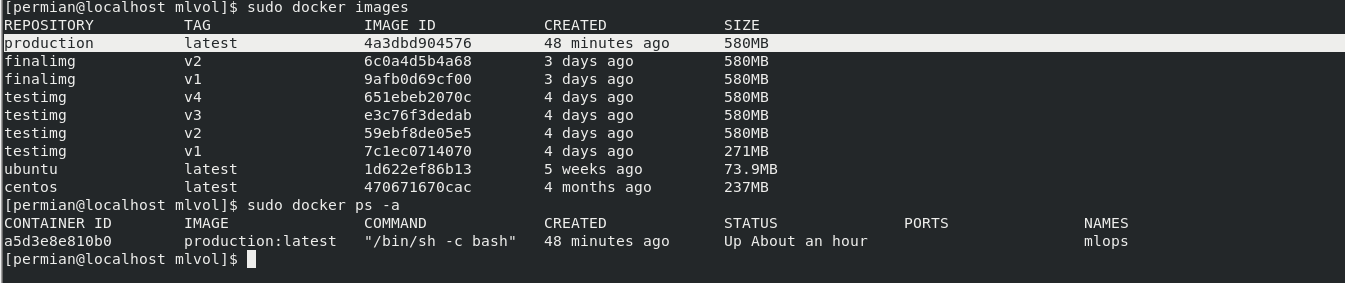 [permian@localhost mlvol]$ sudo docker images
REPOSITORY          TAG                 IMAGE ID            CREATED             SIZE
production          latest              4a3dbd904576        48 minutes ago      580MB
finalimg            v2                  6c0a4d5b4a68        3 days ago          580MB
finalimg            v1                  9afb0d69cf00        3 days ago          580MB
testimg             v4                  651ebeb2070c        4 days ago          580MB
testimg             v3                  e3c76f3dedab        4 days ago          580MB
testimg             v2                  59ebf8de05e5        4 days ago          580MB
testimg             v1                  7c1ec0714070        4 days ago          271MB
ubuntu              latest              1d622ef86b13        5 weeks ago         73.9MB
centos              latest              470671670cac        4 months ago        237MB
[permian@localhost mlvol]$ sudo docker ps -a
CONTAINER ID        IMAGE               COMMAND             CREATED             STATUS              PORTS               NAMES
a5d3e8e810b0        production:latest   "/bin/sh -c bash"   48 minutes ago      Up About an hour                        mlops
[permian@localhost mlvol]$